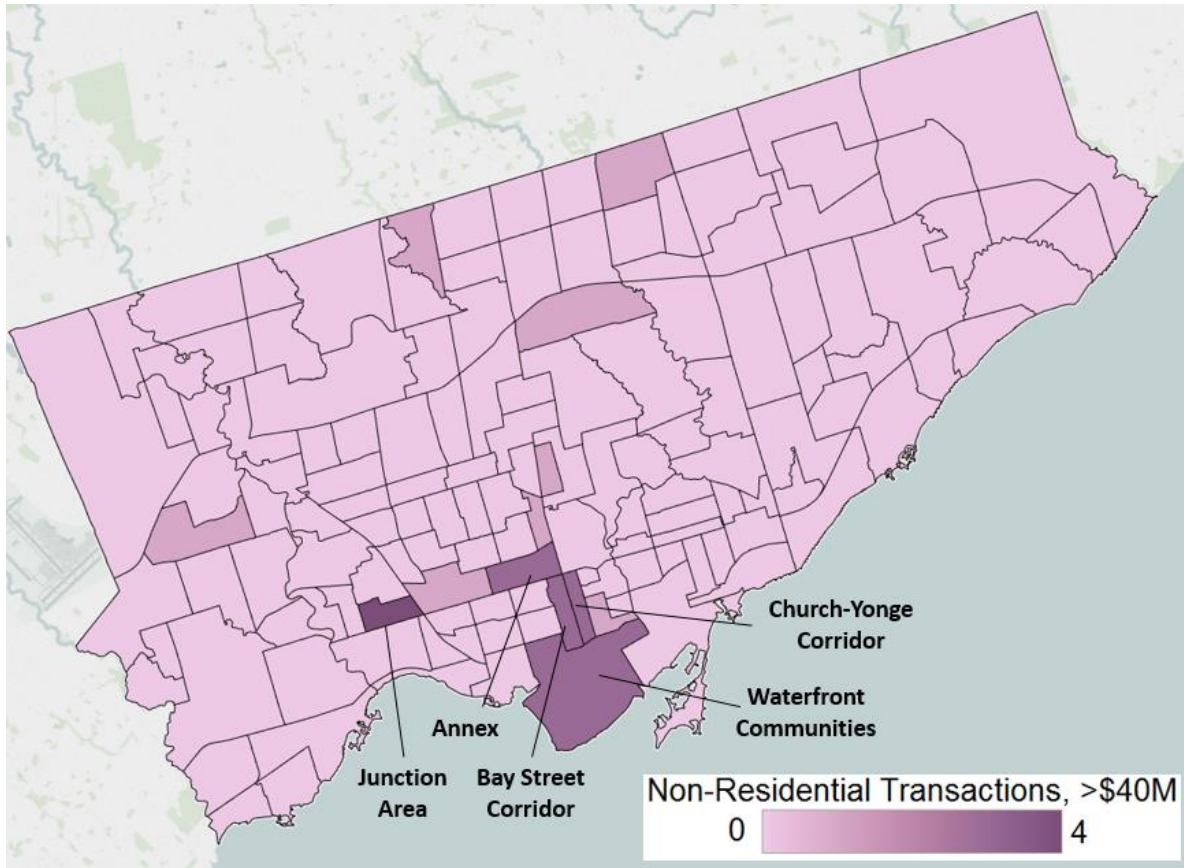 Church-Yonge
Corridor
Waterfront
Communities
Annex
Junction
Area
Bay Street
Corridor
Non-Residential Transactions, >$40M
0
4